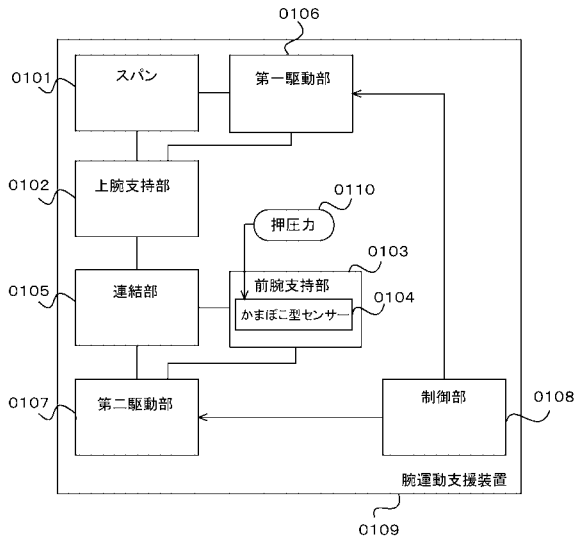 0106
0101
スパン
第一駆動部
0102
上腕支持部
0110
押圧力
0103
0105
連結部
前腕支持部
0104
かまぼこ型センサー
0107
第二駆動部
制御部
0108
腕運動支援装置
0109